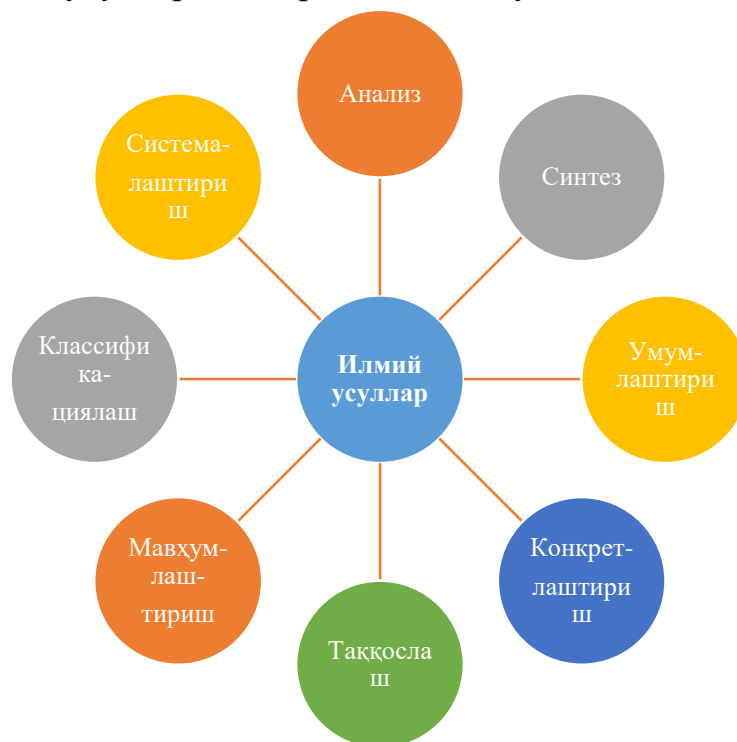 Анализ
Синтез
Умум-
лаштири
ш
Конкрет-
лаштири
ш
Таққосла
ш
Мавҳум-
лаш-
тириш
Классифи
ка-
циялаш
Система-
лаштири
ш
Илмий
усуллар